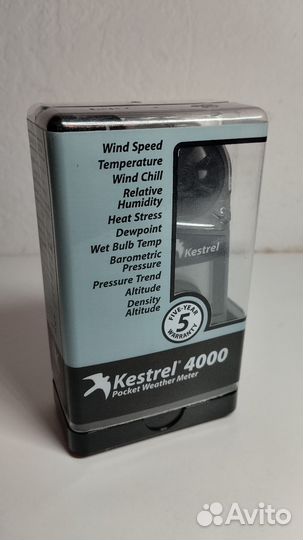 Wind Speed
Temperature
Wind Chill
Relative
Humidity
Heat Stress
Dewpoint
Wet Bulb Temp
Barometric
Pressure
Pressure Trend
Altitude
Density
Altitude
Kestrel
FIVE-YEAR
5
WARRANTY
Kestrel® 4000
Pocket Weather Meter
Avito